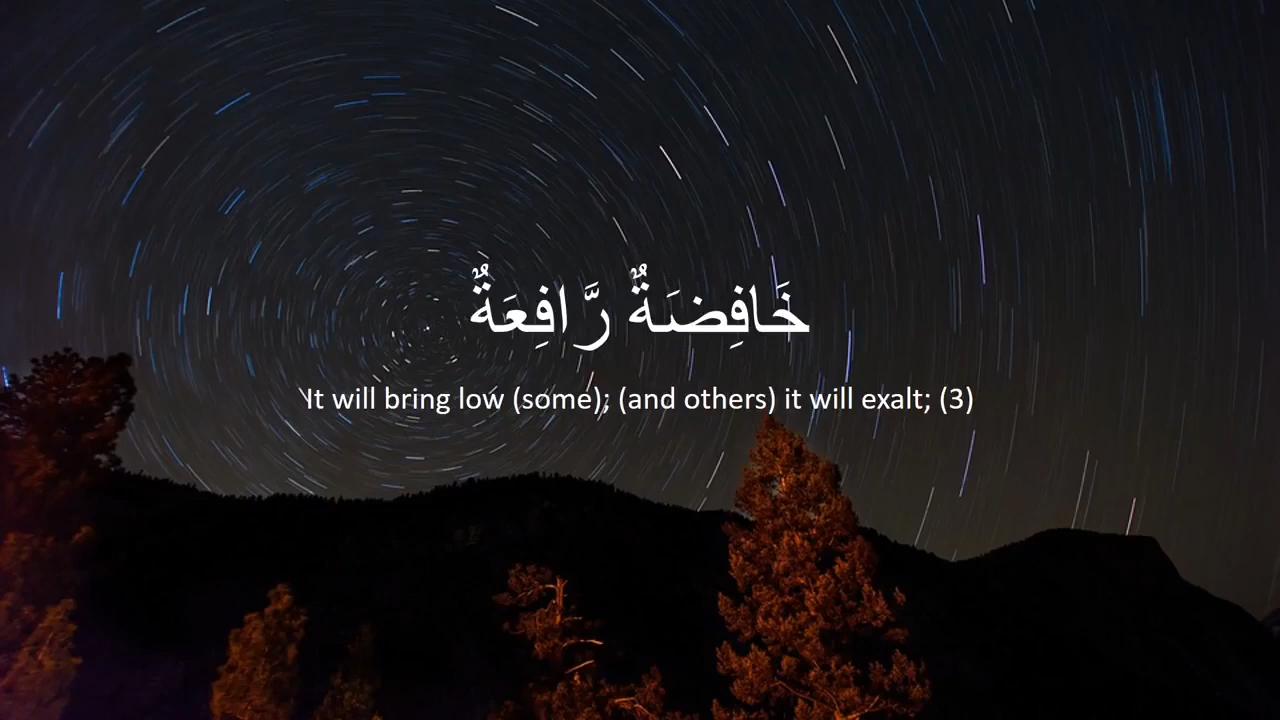 خَافِضَةٌ رَّافِعَةٌ
It will bring low (some); (and others) it will exalt; (3)